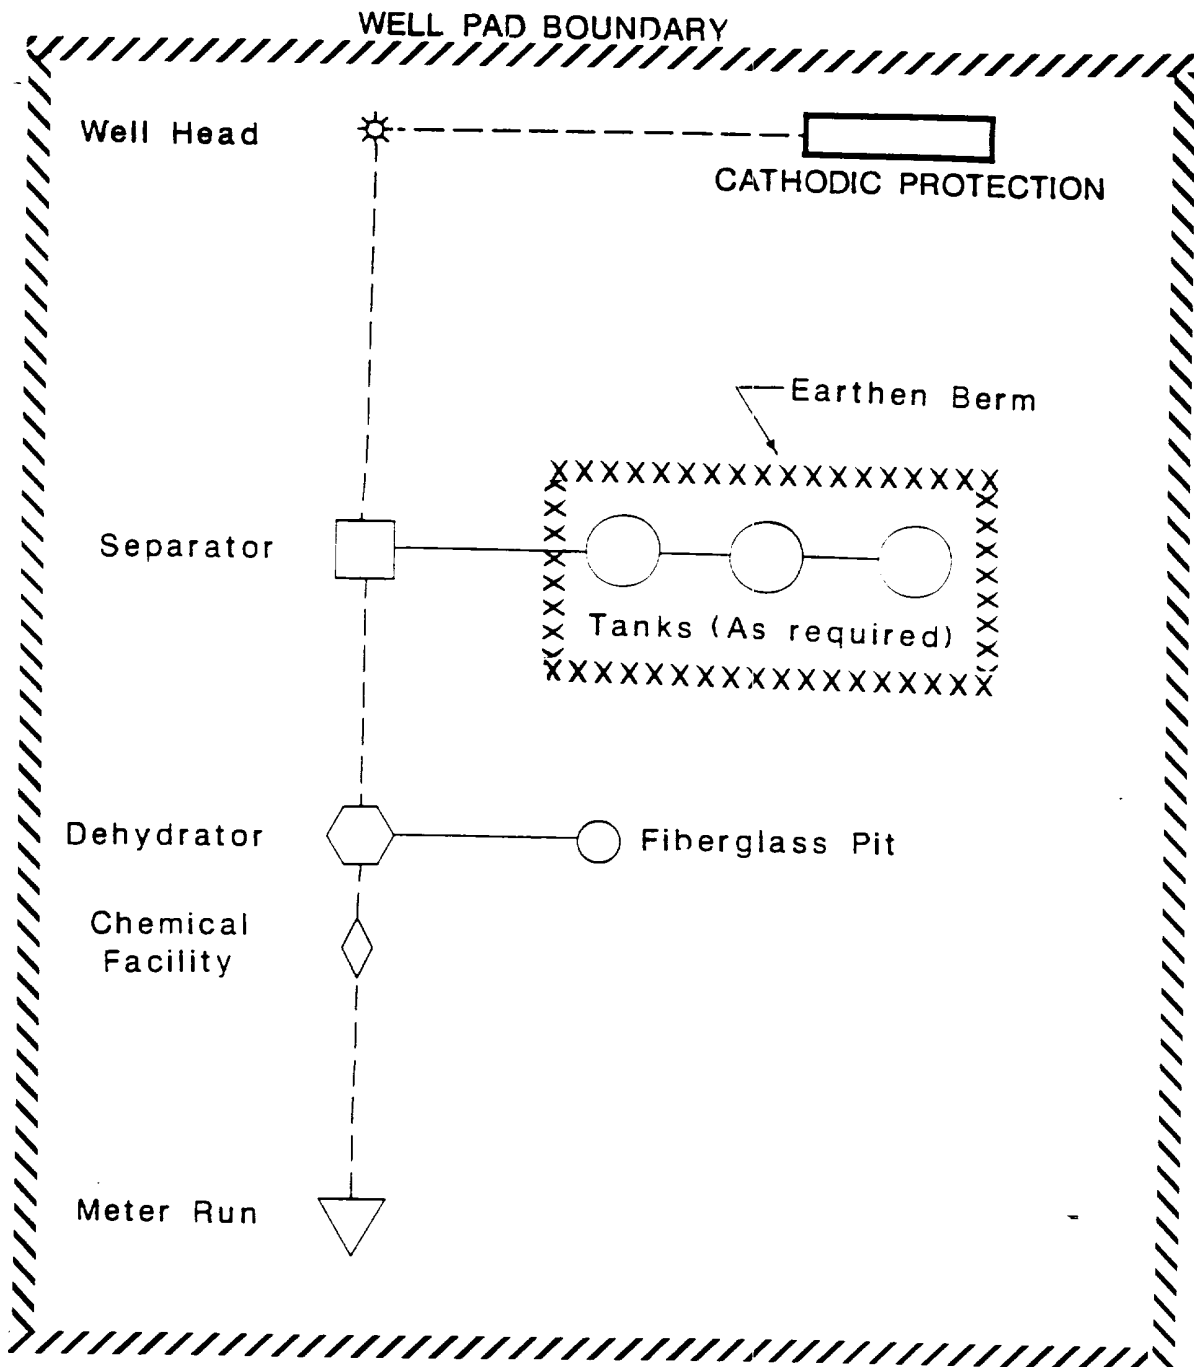 WELL PAD BOUNDARY
Well Head
CATHODIC PROTECTION
Earthen Berm
Separator
Tanks (As required)
Dehydrator
Fiberglass Pit
Chemical
Facility
Meter Run